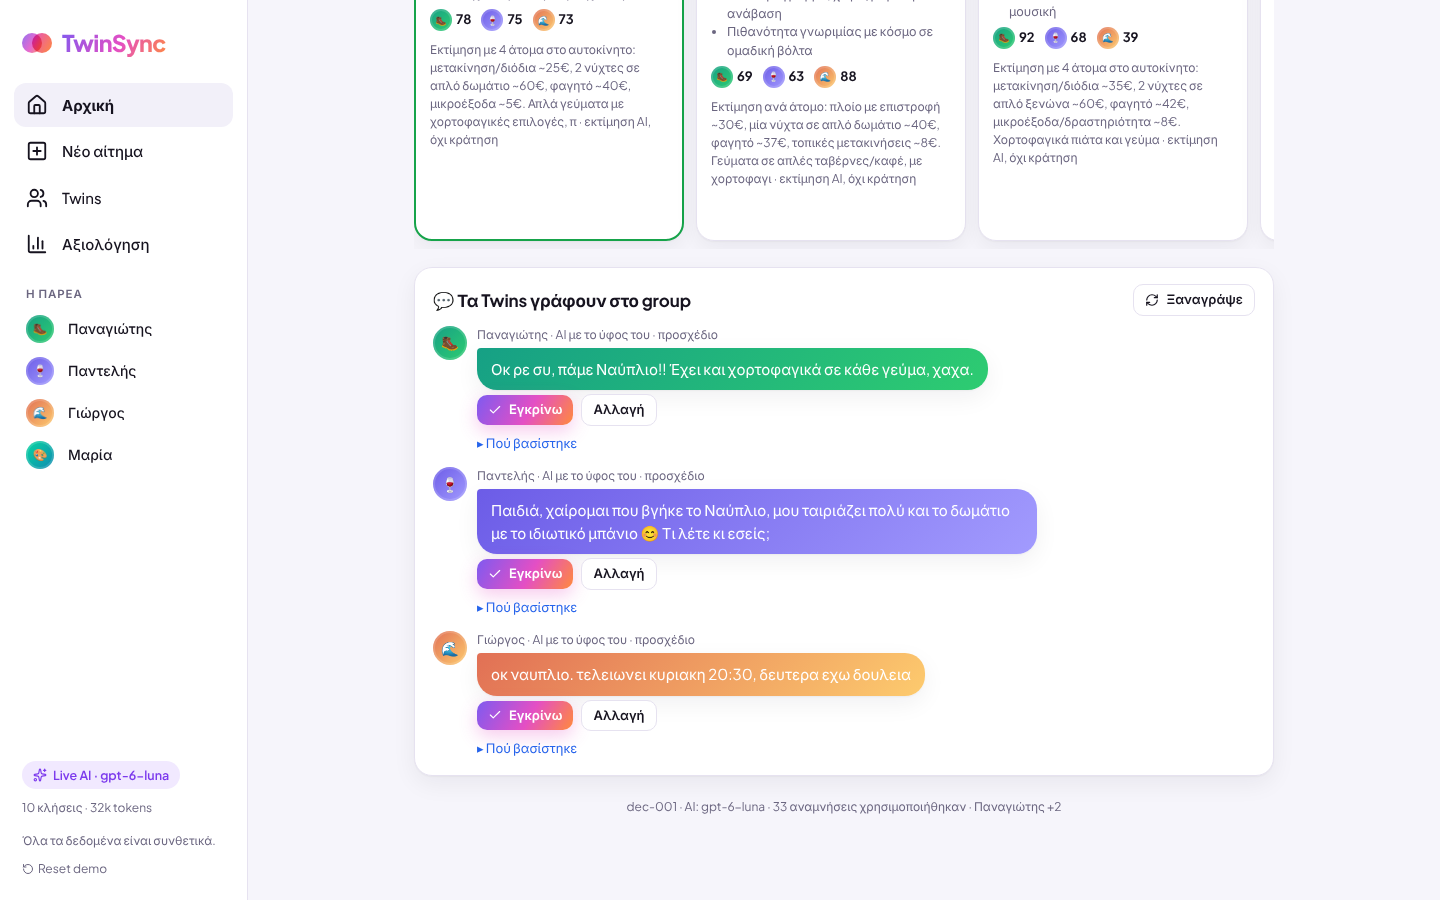 TwinSync
Αρχική
Νέο αίτημα
Twins
Αξιολόγηση
Η ΠΑΡΕΑ
Παναγιώτης
Παντελής
Γιώργος
Μαρία
Live AI · gpt-6-luna
10 κλήσεις · 32k tokens
Όλα τα δεδομένα είναι συνθετικά.
Reset demo
78 75 73
Εκτίμηση με 4 άτομα στο αυτοκίνητο:
μετακίνηση/διόδια ~25€, 2 νύχτες σε
απλό δωμάτιο ~60€, φαγητό ~40€,
μικροέξοδα ~5€. Απλά γεύματα με
χορτοφαγικές επιλογές, π · εκτίμηση AI,
όχι κράτηση
ανάβαση
• Πιθανότητα γνωριμίας με κόσμο σε
ομαδική βόλτα
69 63 88
Εκτίμηση ανά άτομο: πλοίο με επιστροφή
~30€, μία νύχτα σε απλό δωμάτιο ~40€,
φαγητό ~37€, τοπικές μετακινήσεις ~8€.
Γεύματα σε απλές ταβέρνες/καφέ, με
χορτοφαγι · εκτίμηση AI, όχι κράτηση
μουσική
92 68 39
Εκτίμηση με 4 άτομα στο αυτοκίνητο:
μετακίνηση/διόδια ~35€, 2 νύχτες σε
απλό ξενώνα ~60€, φαγητό ~42€,
μικροέξοδα/δραστηριότητα ~8€.
Χορτοφαγικά πιάτα και γεύμα · εκτίμηση
AI, όχι κράτηση
💬 Τα Twins γράφουν στο group
Ξαναγράψε
Παναγιώτης · AI με το ύφος του · προσχέδιο
Οκ ρε συ, πάμε Ναύπλιο!! Έχει και χορτοφαγικά σε κάθε γεύμα, χαχα.
Εγκρίνω Αλλαγή
▸ Πού βασίστηκε
Παντελής · AI με το ύφος του · προσχέδιο
Παιδιά, χαίρομαι που βγήκε το Ναύπλιο, μου ταιριάζει πολύ και το δωμάτιο
με το ιδιωτικό μπάνιο 😊 Τι λέτε κι εσείς;
Εγκρίνω Αλλαγή
▸ Πού βασίστηκε
Γιώργος · AI με το ύφος του · προσχέδιο
οκ ναυπλιο. τελειωνει κυριακη 20:30, δευτερα εχω δουλεια
Εγκρίνω Αλλαγή
▸ Πού βασίστηκε
dec-001 · AI: gpt-6-luna · 33 αναμνήσεις χρησιμοποιήθηκαν · Παναγιώτης +2